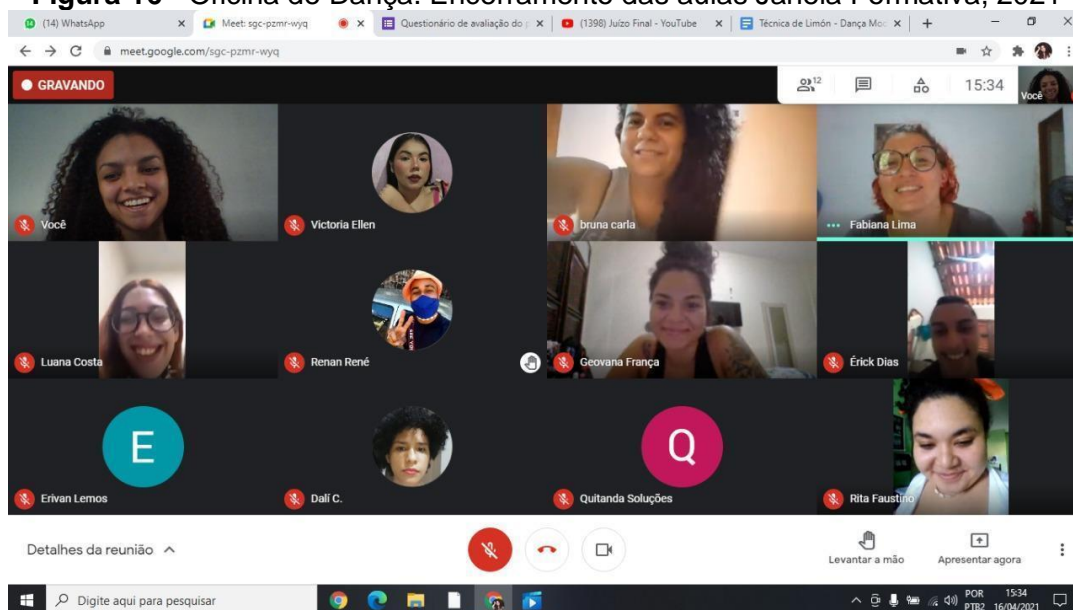 Figura 16 - Oficina de Dança: Encerramento das aulas Janela Formativa, 2021
(14) WhatsApp
Meet: sgc-pzmr-wyq
Questionário de avaliação do
(1398) Juízo Final - YouTube
Técnica de Limón - Dança Mod
meet.google.com/sgc-pzmr-wyq
GRAVANDO
12
15:34
Você
Você
Victoria Ellen
bruna carla
Fabiana Lima
Luana Costa
Renan René
Geovana França
Érick Dias
E
Q
Erivan Lemos
Dalí C.
Quitanda Soluções
Rita Faustino
Detalhes da reunião
Levantar a mão
Apresentar agora
Digite aqui para pesquisar
POR
PTB2
15:34
16/04/2021